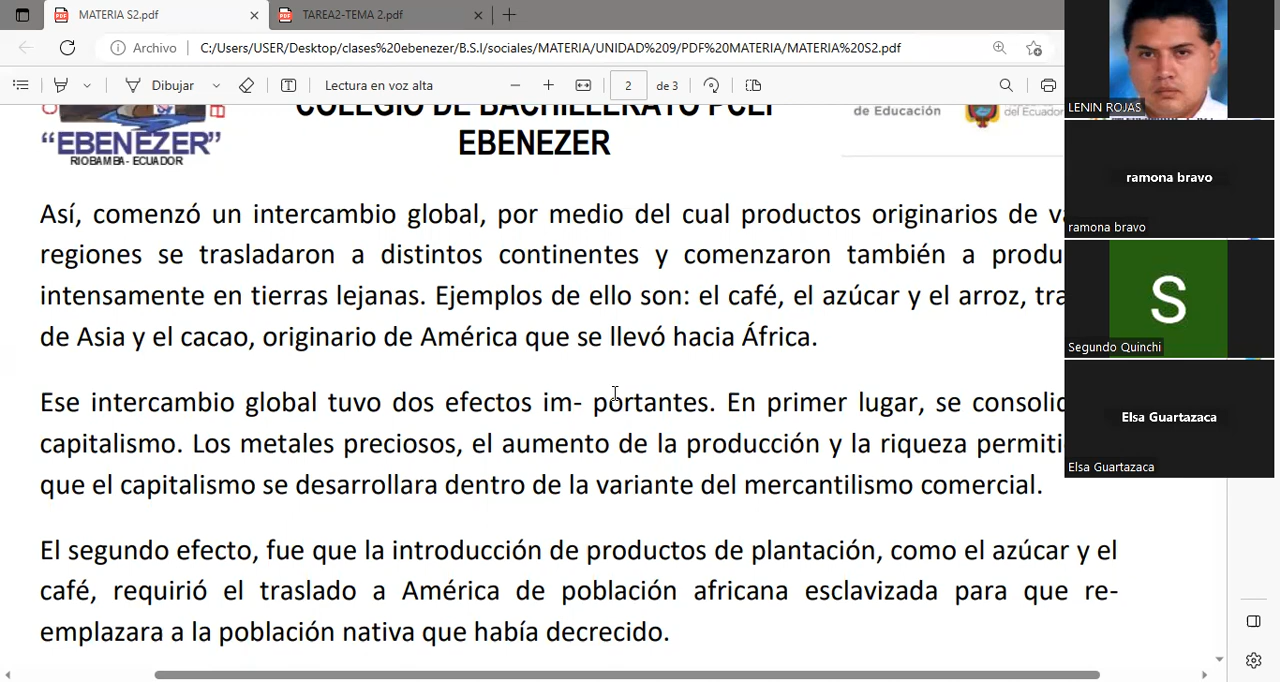 MATERIA S2.pdf
TAREA2-TEMA 2.pdf
Archivo
C:/Users/USER/Desktop/clases%20ebenezer/B.S.I/sociales/MATERIA/UNIDAD%209/PDF%20MATERIA/MATERIA%20S2.pdf
Dibujar
Lectura en voz alta
2
de 3
COLEGIO DE BACHILLERATO PCEI
EBENEZER
"EBENEZER"
RIOBAMBA- ECUADOR
de Educación
del Ecuador
Así, comenzó un intercambio global, por medio del cual productos originarios de
regiones se trasladaron a distintos continentes y comenzaron también a
intensamente en tierras lejanas. Ejemplos de ello son: el café, el azúcar y el arroz,
de Asia y el cacao, originario de América que se llevó hacia África.
Ese intercambio global tuvo dos efectos im- portantes. En primer lugar, se
capitalismo. Los metales preciosos, el aumento de la producción y la riqueza
que el capitalismo se desarrollara dentro de la variante del mercantilismo comercial.
El segundo efecto, fue que la introducción de productos de plantación, como el azúcar y el
café, requirió el traslado a América de población africana esclavizada para que re-
emplazara a la población nativa que había decrecido.
LENIN ROJAS
ramona bravo
ramona bravo
S
Segundo Quinchi
Elsa Guartazaca
Elsa Guartazaca